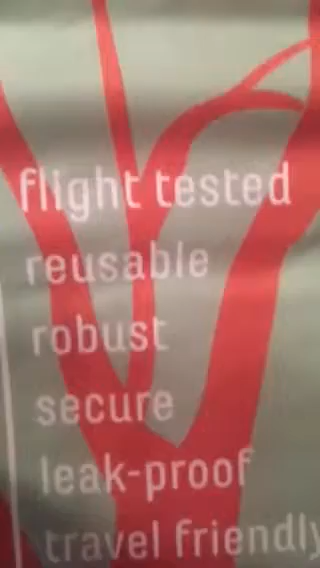 flight tested
reusable
robust
secure
leak-proof
travel friendly